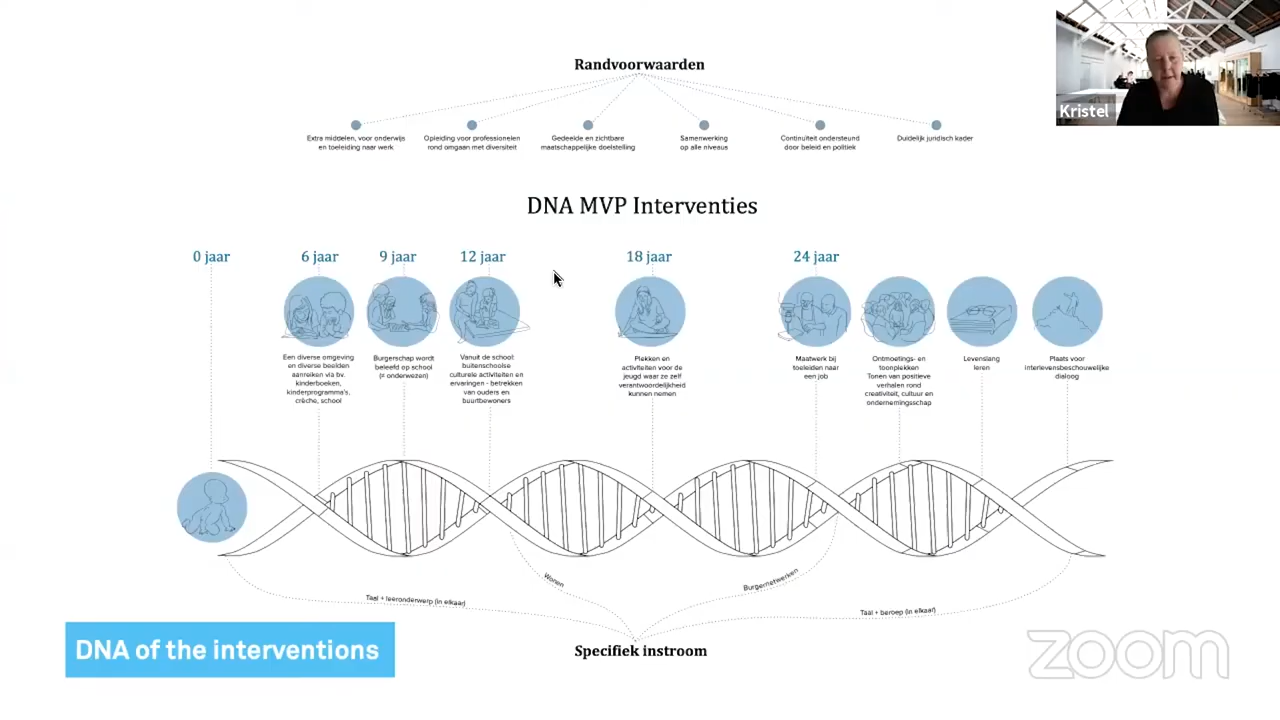 Randvoorwaarden
Kristel
Extra middelen, voor onderwijs
en toeleiding naar werk
Opleiding voor professionelen
rond omgaan met diversiteit
Gedeelde en zichtbare
maatschappelijke doelstelling
Samenwerking
op alle niveaus
Continuïteit ondersteund
door beleid en politiek
Duidelijk juridisch kader
DNA MVP Interventies
0 jaar
6 jaar
9 jaar
12 jaar
18 jaar
24 jaar
Een diverse omgeving
en diverse beelden
aanreiken via bv.
kinderboeken,
kinderprogramma's,
crèche, school
Burgerschap wordt
beleefd op school
(≠ onderwezen)
Vanuit de school:
buitenschoolse
culturele activiteiten en
ervaringen - betrekken
van ouders en
buurtbewoners
Plekken en
activiteiten voor de
jeugd waar ze zelf
verantwoordelijkheid
kunnen nemen
Maatwerk bij
toeleiden naar
een job
Ontmoetings- en
toonplekken
Tonen van positieve
verhalen rond
creativiteit, cultuur en
ondernemingsschap
Levenslang
leren
Plaats voor
interlevensbeschouwelijke
dialoog
Taal + leeronderwerp (in elkaar)
Wonen
Burgernetwerken
Taal + beroep (in elkaar)
Specifiek instroom
DNA of the interventions
zoom